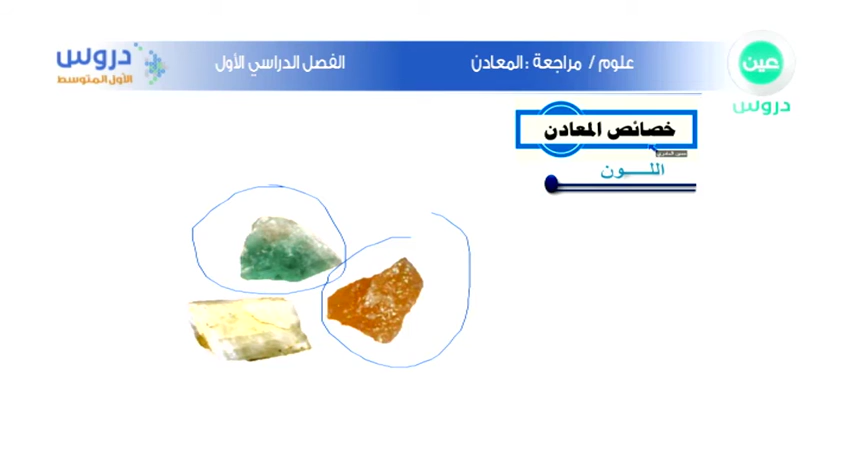 علوم / مراجعة : المعادن
الفصل الدراسي الأول
دروس
الأول المتوسط
عين
دروس
خصائص المعادن
اللـــــون